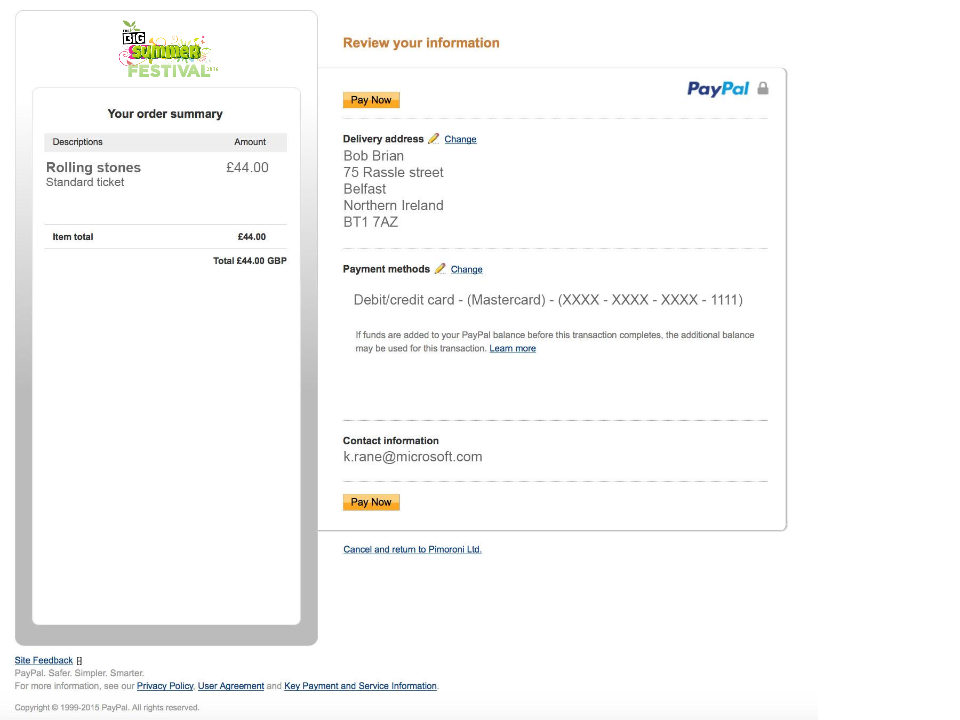 THE
BIG
SUMMER
FESTIVAL
Your order summary
Descriptions Amount
Rolling stones £44.00
Standard ticket
Item total £44.00
Total £44.00 GBP
Review your information
PayPal
Pay Now
Delivery address Change
Bob Brian
75 Rassle street
Belfast
Northern Ireland
BT1 7AZ
Payment methods Change
Debit/credit card - (Mastercard) - (XXXX - XXXX - XXXX - 1111)
If funds are added to your PayPal balance before this transaction completes, the additional balance
may be used for this transaction. Learn more
Contact information
k.rane@microsoft.com
Pay Now
Cancel and return to Pimoroni Ltd.
Site Feedback [-]
PayPal. Safer. Simpler. Smarter.
For more information, see our Privacy Policy, User Agreement and Key Payment and Service Information.
Copyright © 1999-2015 PayPal. All rights reserved.